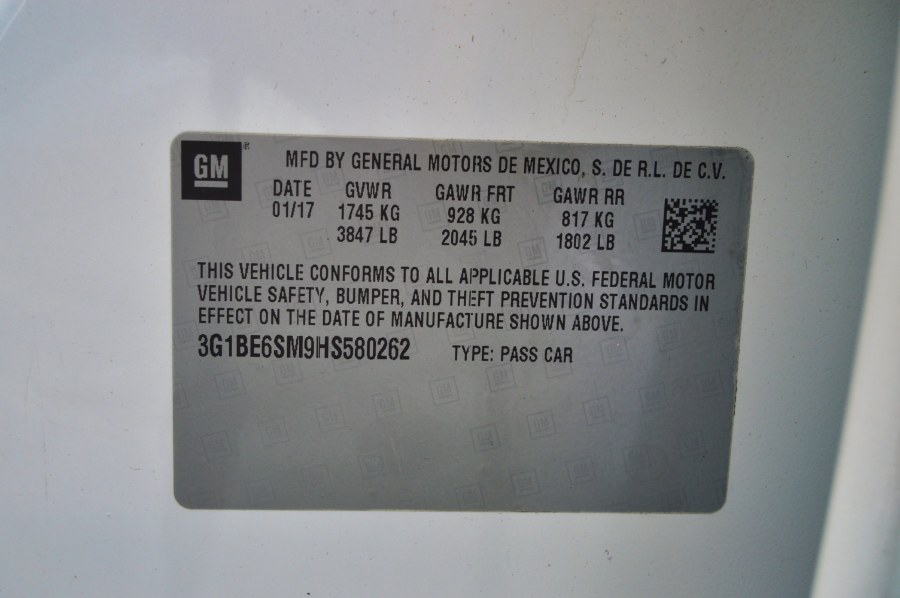 GM® MFD BY GENERAL MOTORS DE MEXICO, S. DE R.L. DE C.V.
DATE GVWR GAWR FRT GAWR RR
01/17 1745 KG 928 KG 817 KG
3847 LB 2045 LB 1802 LB
THIS VEHICLE CONFORMS TO ALL APPLICABLE U.S. FEDERAL MOTOR
VEHICLE SAFETY, BUMPER, AND THEFT PREVENTION STANDARDS IN
EFFECT ON THE DATE OF MANUFACTURE SHOWN ABOVE.
3G1BE6SM9HS580262 TYPE: PASS CAR